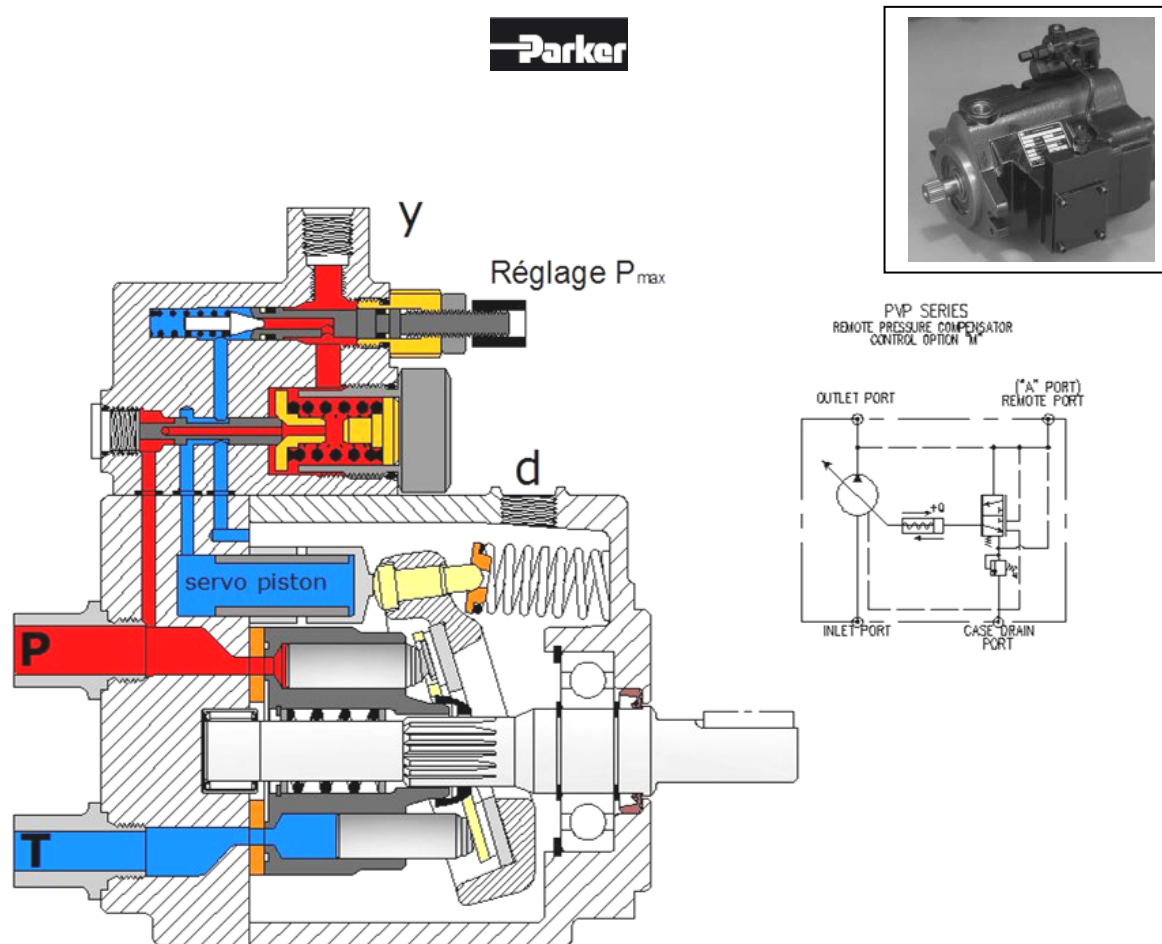 Parker
y
Réglage Pmax
d
servo piston
P
T
PVP SERIES
REMOTE PRESSURE COMPENSATOR
CONTROL OPTION "M"
OUTLET PORT
("A" PORT)
REMOTE PORT
+Q
INLET PORT
CASE DRAIN
PORT